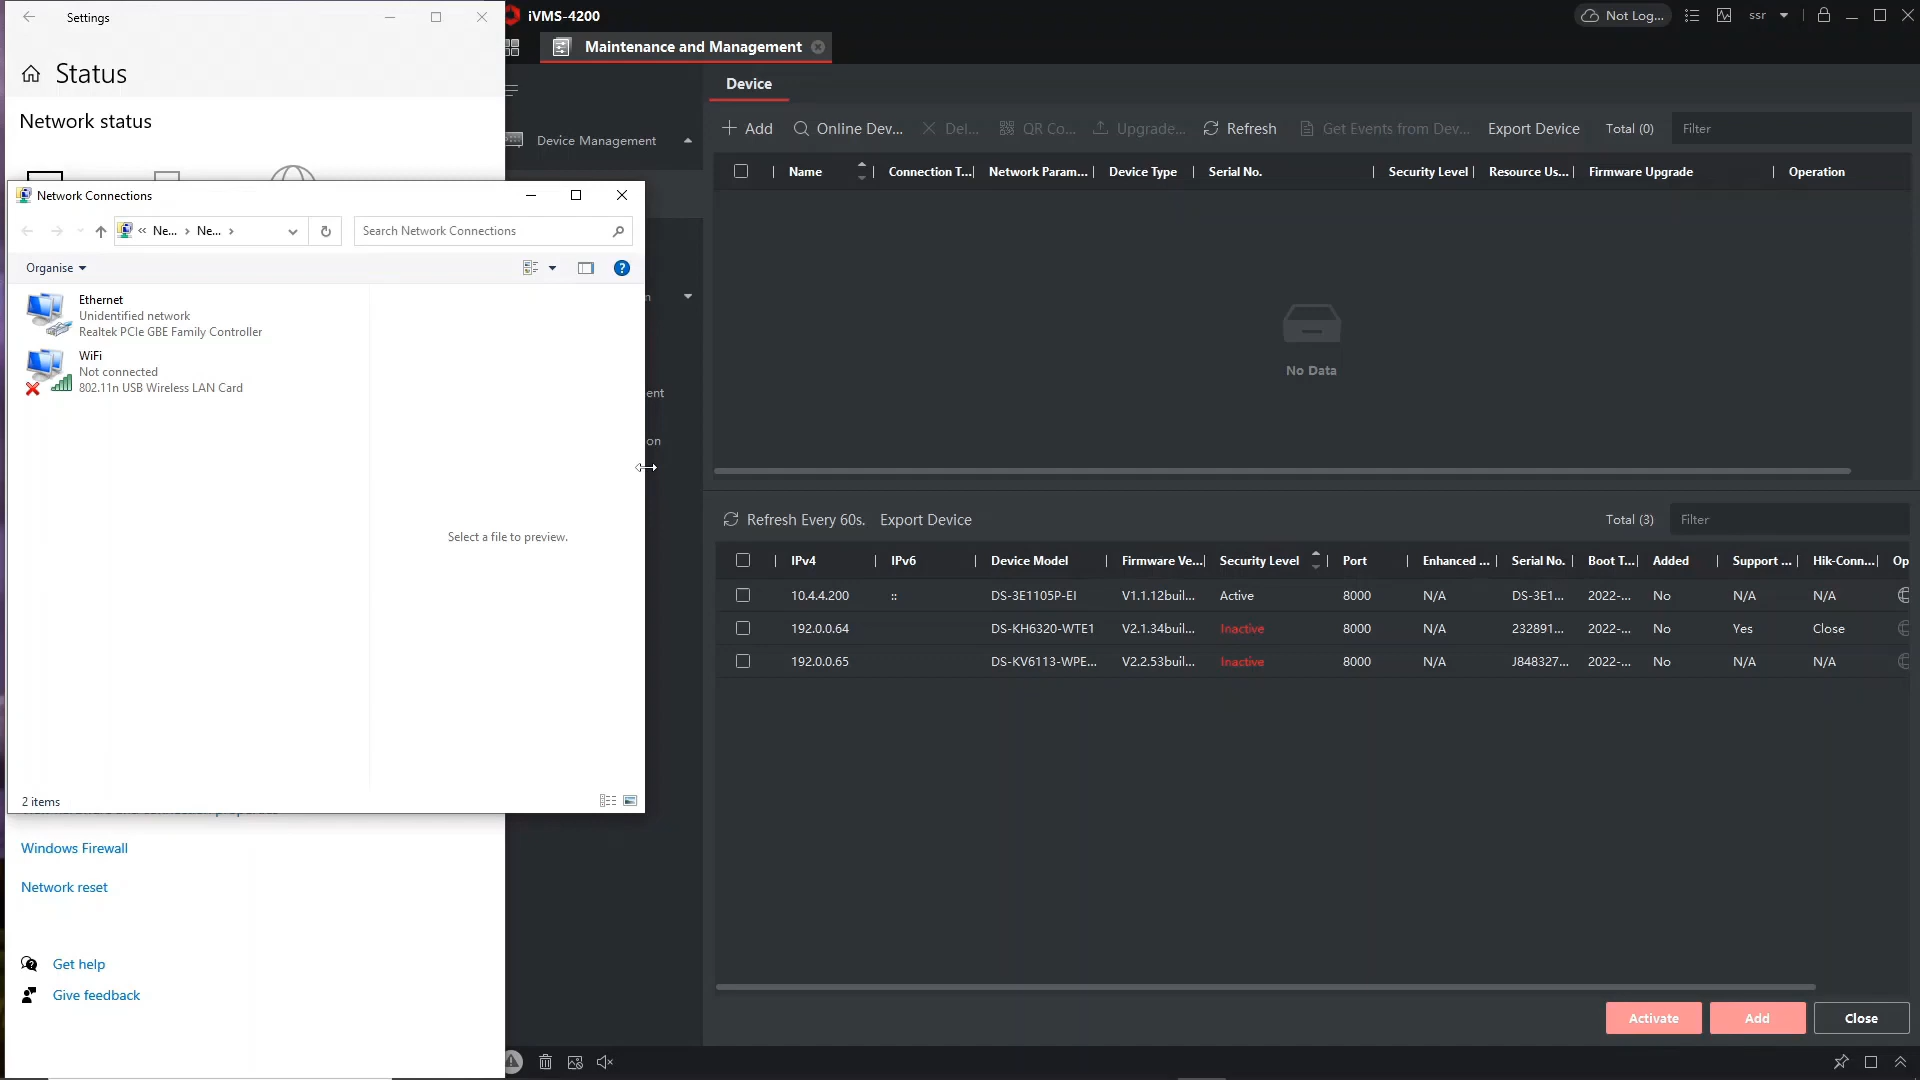 Settings
Status
Network status
Network Connections
Ne...
Ne...
Search Network Connections
Organise
Ethernet
Unidentified network
Realtek PCIe GBE Family Controller
WiFi
Not connected
802.11n USB Wireless LAN Card
Select a file to preview.
2 items
Windows Firewall
Network reset
Get help
Give feedback
iVMS-4200
Not Log...
ssr
Maintenance and Management
Device Management
ent
on
Device
Add Online Dev... Del... QR Co... Upgrade... Refresh Get Events from Dev... Export Device Total (0) Filter
Name Connection T... Network Param... Device Type Serial No. Security Level Resource Us... Firmware Upgrade Operation
No Data
Refresh Every 60s. Export Device Total (3) Filter
IPv4 IPv6 Device Model Firmware Ve... Security Level Port Enhanced ... Serial No. Boot T... Added Support ... Hik-Conn... Op
10.4.4.200 :: DS-3E1105P-EI V1.1.12buil... Active 8000 N/A DS-3E1... 2022-... No N/A N/A
192.0.0.64 DS-KH6320-WTE1 V2.1.34buil... Inactive 8000 N/A 232891... 2022-... No Yes Close
192.0.0.65 DS-KV6113-WPE... V2.2.53buil... Inactive 8000 N/A J848327... 2022-... No N/A N/A
Activate Add Close